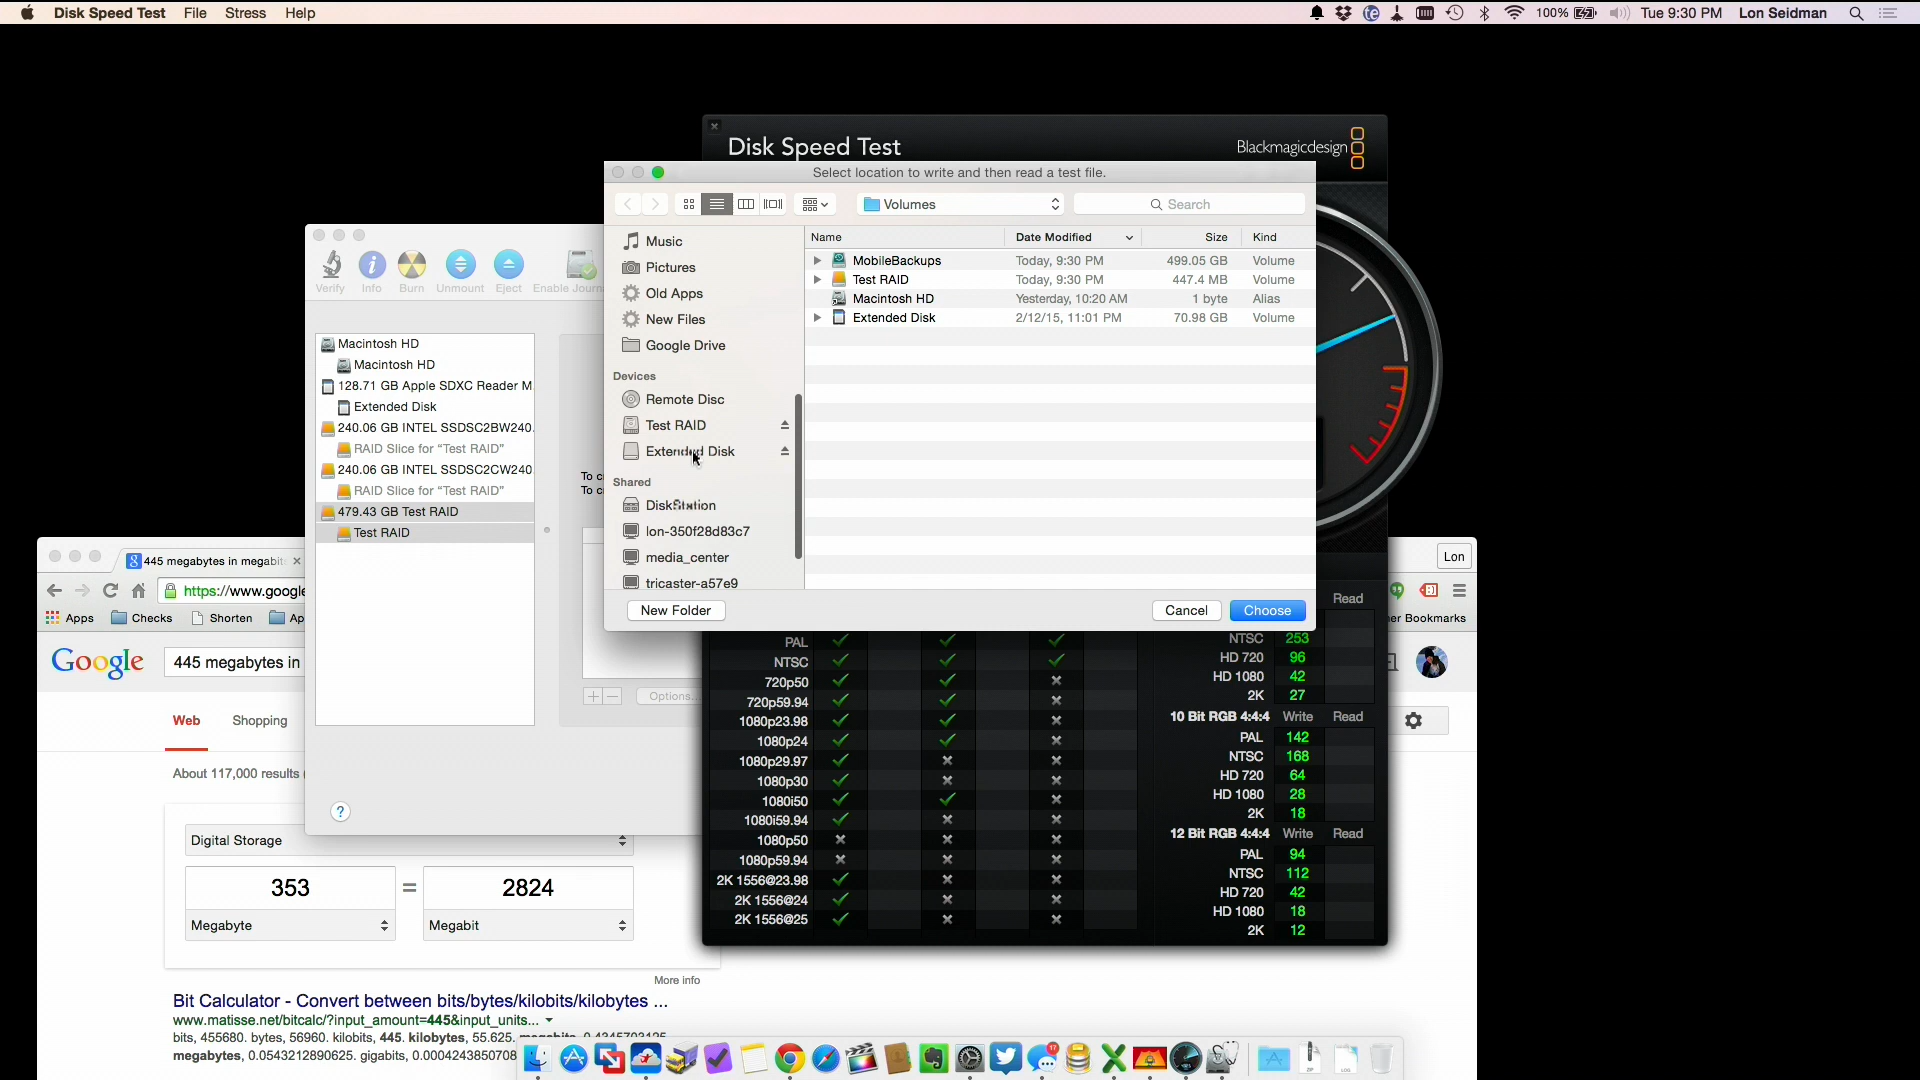 Disk Speed Test File Stress Help
100% Tue 9:30 PM Lon Seidman
Disk Speed Test
Blackmagicdesign
Select location to write and then read a test file.
Volumes
Search
Music
Pictures
Old Apps
New Files
Google Drive
Devices
Remote Disc
Test RAID
Extended Disk
Shared
DiskStation
lon-350f28d83c7
media_center
tricaster-a57e9
Name Date Modified Size Kind
MobileBackups Today, 9:30 PM 499.05 GB Volume
Test RAID Today, 9:30 PM 447.4 MB Volume
Macintosh HD Yesterday, 10:20 AM 1 byte Alias
Extended Disk 2/12/15, 11:01 PM 70.98 GB Volume
New Folder Cancel Choose
Verify Info Burn Unmount Eject Enable Journ
Macintosh HD
Macintosh HD
128.71 GB Apple SDXC Reader M
Extended Disk
240.06 GB INTEL SSDSC2BW240
RAID Slice for “Test RAID”
240.06 GB INTEL SSDSC2CW240
RAID Slice for “Test RAID”
479.43 GB Test RAID
Test RAID
To c
To c
Options...
?
Read
PAL
NTSC
720p50
720p59.94
1080p23.98
1080p24
1080p29.97
1080p30
1080i50
1080i59.94
1080p50
1080p59.94
2K 1556@23.98
2K 1556@24
2K 1556@25
NTSC 253
HD 720 96
HD 1080 42
2K 27
10 Bit RGB 4:4:4 Write Read
PAL 142
NTSC 168
HD 720 64
HD 1080 28
2K 18
12 Bit RGB 4:4:4 Write Read
PAL 94
NTSC 112
HD 720 42
HD 1080 18
2K 12
445 megabytes in megabit
Lon
https://www.google
Apps Checks Shorten Ap
er Bookmarks
Google 445 megabytes in
Web Shopping
About 117,000 results
Digital Storage
353 = 2824
Megabyte Megabit
More info
Bit Calculator - Convert between bits/bytes/kilobits/kilobytes ...
www.matisse.net/bitcalc/?input_amount=445&input_units...
bits, 455680. bytes, 56960. kilobits, 445. kilobytes, 55.625.
megabytes, 0.0543212890625. gigabits, 0.0004243850708
17